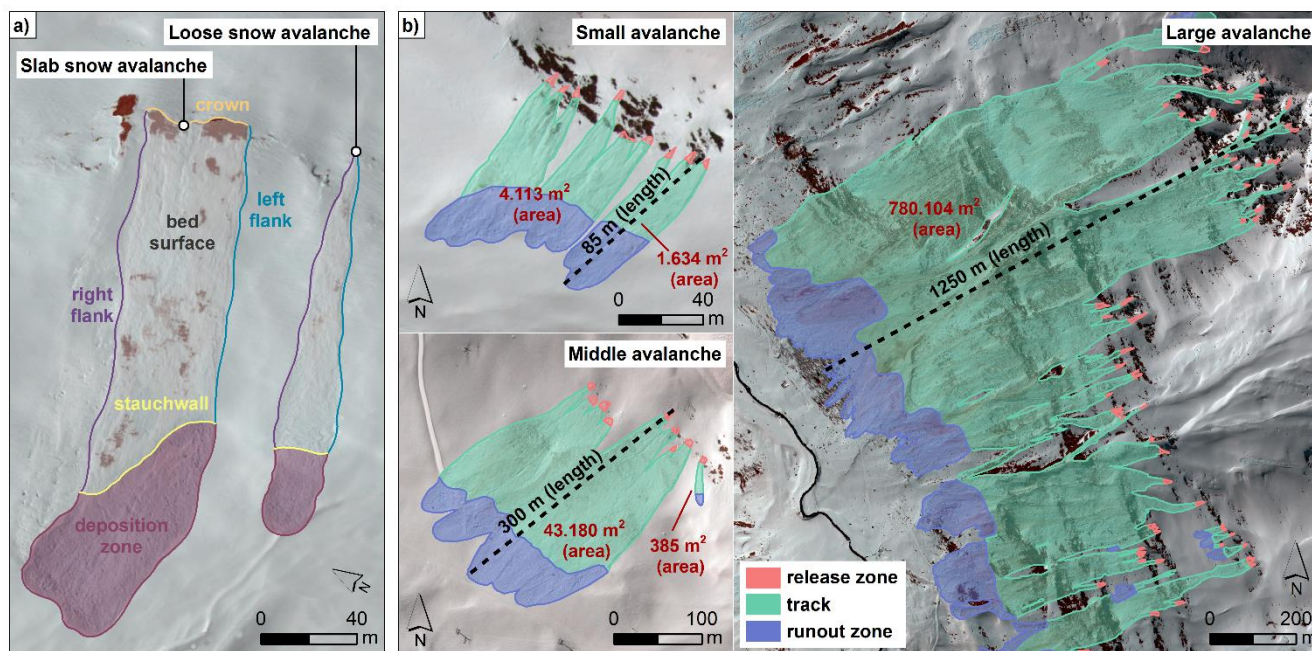 a)
Loose snow avalanche
Slab snow avalanche
crown
left
flank
bed
surface
right
flank
stauchwall
deposition
zone
N
0
40
m
b)
Small avalanche
4.113 m²
(area)
85 m (length)
1.634 m²
(area)
N
0
40
m
Middle avalanche
300 m (length)
43.180 m²
(area)
385 m²
(area)
N
0
100
m
Large avalanche
780.104 m²
(area)
1250 m (length)
release zone
track
runout zone
N
0
200
m